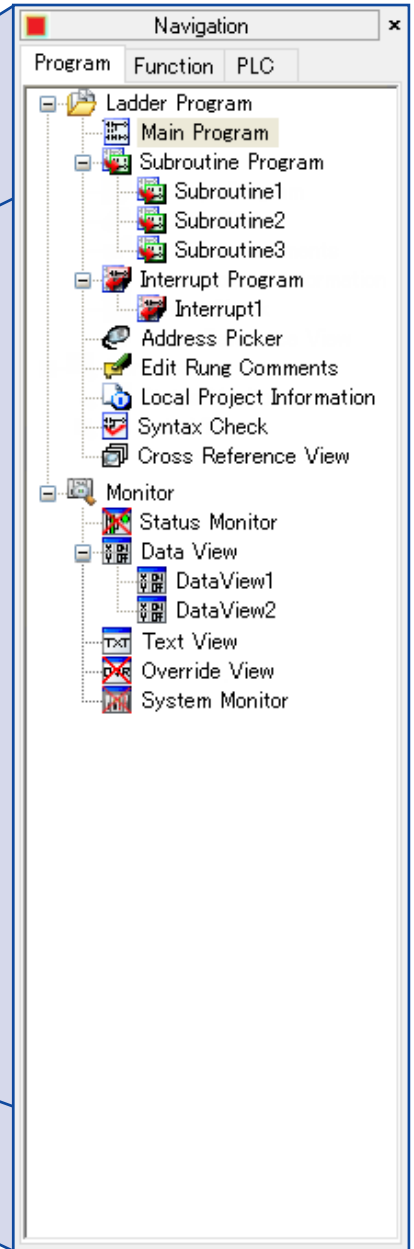 Navigation
Program Function PLC
Ladder Program
Main Program
Subroutine Program
Subroutine1
Subroutine2
Subroutine3
Interrupt Program
Interrupt1
Address Picker
Edit Rung Comments
Local Project Information
Syntax Check
Cross Reference View
Monitor
Status Monitor
Data View
DataView1
DataView2
TXT Text View
Override View
System Monitor